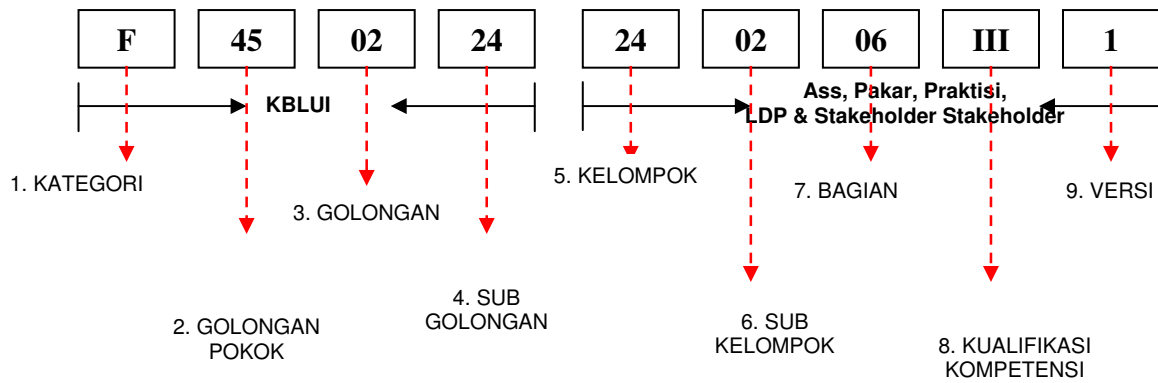 F 45 02 24 24 02 06 III 1
KBLUI
Ass, Pakar, Praktisi,
LDP & Stakeholder Stakeholder
1. KATEGORI
5. KELOMPOK
7. BAGIAN
9. VERSI
3. GOLONGAN
4. SUB
GOLONGAN
2. GOLONGAN
POKOK
6. SUB
KELOMPOK
8. KUALIFIKASI
KOMPETENSI